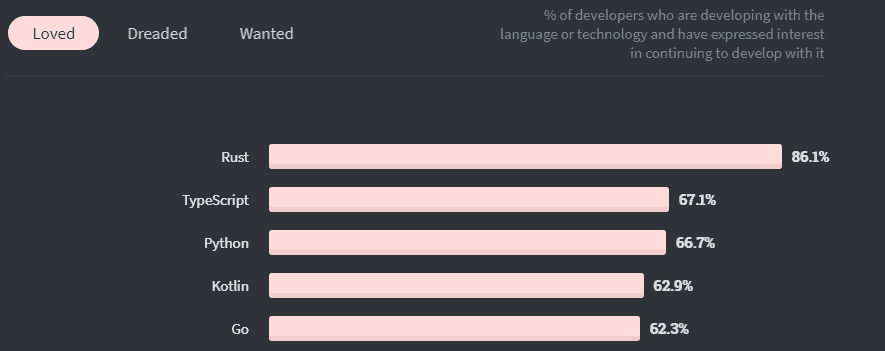 Loved Dreaded Wanted
% of developers who are developing with the
language or technology and have expressed interest
in continuing to develop with it
Rust 86.1%
TypeScript 67.1%
Python 66.7%
Kotlin 62.9%
Go 62.3%